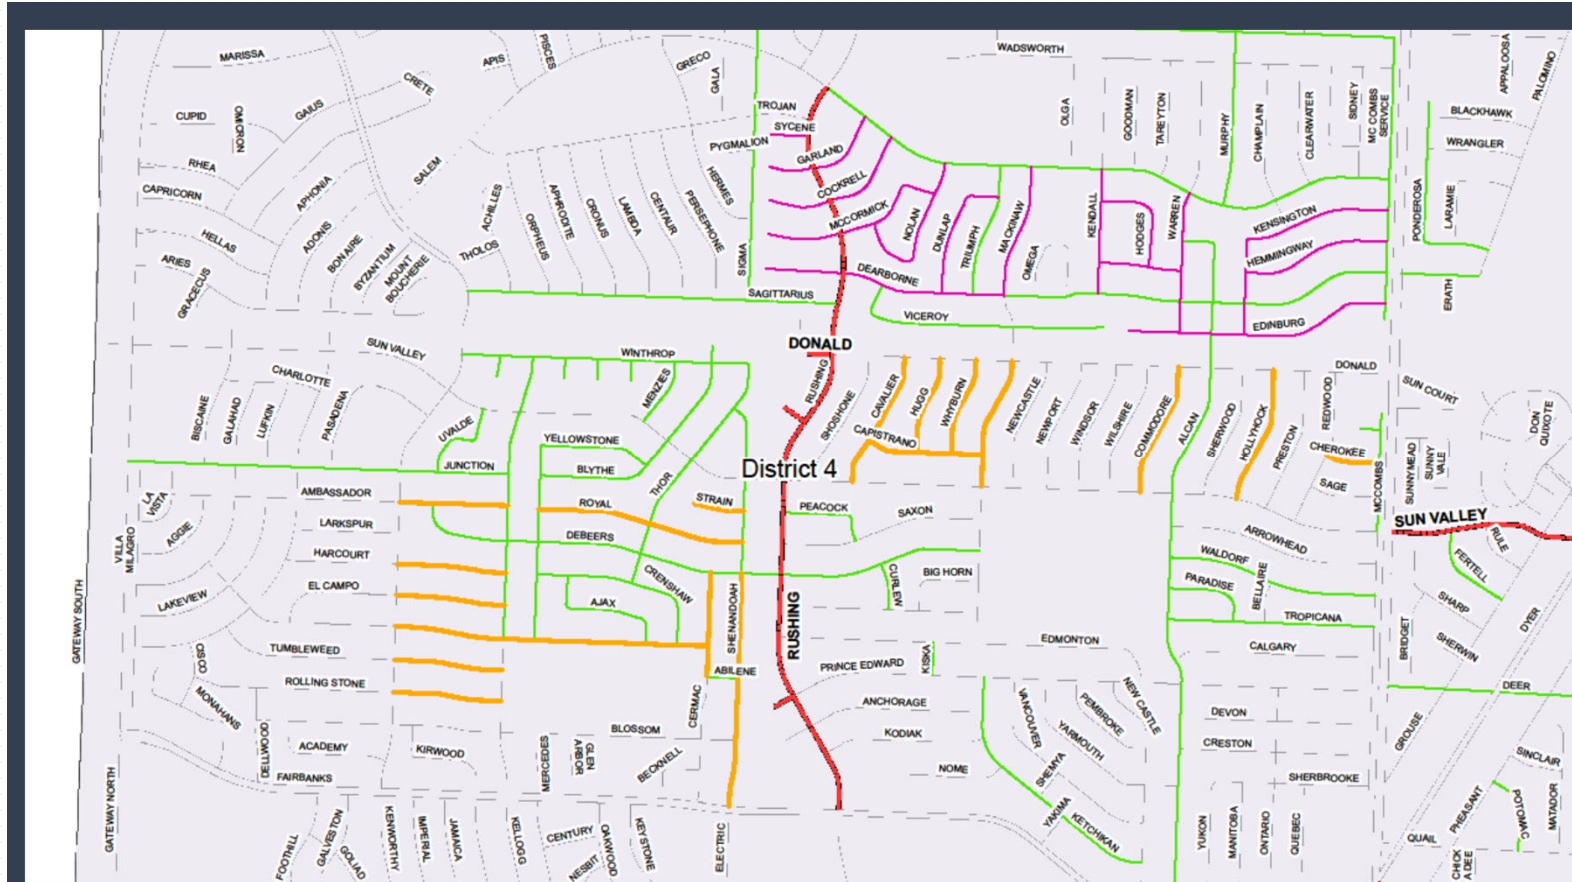 MARISSA
APIS
PISCES
GRECO
GALA
WADSWORTH
APPALOOSA
PALOMINO
CRETE
GAIUS
CUPID
OMICRON
TROJAN
SYCENE
PYGMALION
GARLAND
OLGA
GOODMAN
TAREYTON
MURPHY
CHAMPLAIN
CLEARWATER
SIDNEY
MC COMBS
SERVICE
BLACKHAWK
WRANGLER
RHEA
CAPRICORN
APHONIA
SALEM
ACHILLES
ORPHEUS
APHRODITE
CRONUS
LAMBDA
CENTAUR
PERSEPHONE
HERMES
COCKRELL
MCCORMICK
NOLAN
DUNLAP
TRIUMPH
MACKINAW
OMEGA
KENDALL
HODGES
WARREN
KENSINGTON
HEMMINGWAY
PONDEROSA
LARAMIE
HELLAS
ADONIS
BONAIRE
BYZANTIUM
MOUNT
BOUCHERIE
THOLOS
SIGMA
ARIES
GRACECUS
DEARBORNE
SAGITTARIUS
VICEROY
EDINBURG
ERATH
SUN VALLEY
WINTHROP
DONALD
DONALD
SUN COURT
CHARLOTTE
BISCAINE
GALAHAD
LUFKIN
PASADENA
UVALDE
MENZIES
RUSHING
SHOSHONE
CAVALIER
HUGG
WHYBURN
CAPISTRANO
NEWCASTLE
NEWPORT
WINDSOR
WILSHIRE
COMMODORE
ALCAN
SHERWOOD
HOLLYHOCK
PRESTON
REDWOOD
CHEROKEE
SAGE
DON
QUIXOTE
SUNNYMEAD
SUNNY
VALE
MCCOMBS
YELLOWSTONE
JUNCTION
BLYTHE
THOR
District 4
AMBASSADOR
ROYAL
STRAIN
PEACOCK
SAXON
LA
VISTA
AGGIE
VILLA
MILAGRO
LARKSPUR
HARCOURT
DEBEERS
SUN VALLEY
RULE
ARROWHEAD
WALDORF
PARADISE
BELLAIRE
TROPICANA
FERTELL
SHARP
SHERWIN
DYER
EL CAMPO
LAKEVIEW
GATEWAY SOUTH
CRENSHAW
AJAX
SHENANDOAH
RUSHING
CURLEW
BIG HORN
EDMONTON
CALGARY
BRIDGET
TUMBLEWEED
CISCO
ROLLING STONE
MONAHANS
ABILENE
CERMAC
PRINCE EDWARD
KISKA
ANCHORAGE
KODIAK
NOME
VANCOUVER
PEMBROKE
NEW CASTLE
YARMOUTH
SHEMYA
YAKIMA
KETCHIKAN
DEVON
CRESTON
SHERBROOKE
DEER
GROUSE
SINCLAIR
DELLWOOD
ACADEMY
FAIRBANKS
KIRWOOD
MERCEDES
GLEN
ARBOR
BLOSSOM
BECKNELL
GATEWAY NORTH
FOOTHILL
GALVESTON
GOLIAD
KENWORTHY
IMPERIAL
JAMAICA
KELLOGG
CENTURY
NESBIT
OAKWOOD
KEYSTONE
ELECTRIC
YUKON
MANITOBA
ONTARIO
QUEBEC
QUAIL
PHEASANT
POTOMAC
MATADOR
CHICK
A DEE